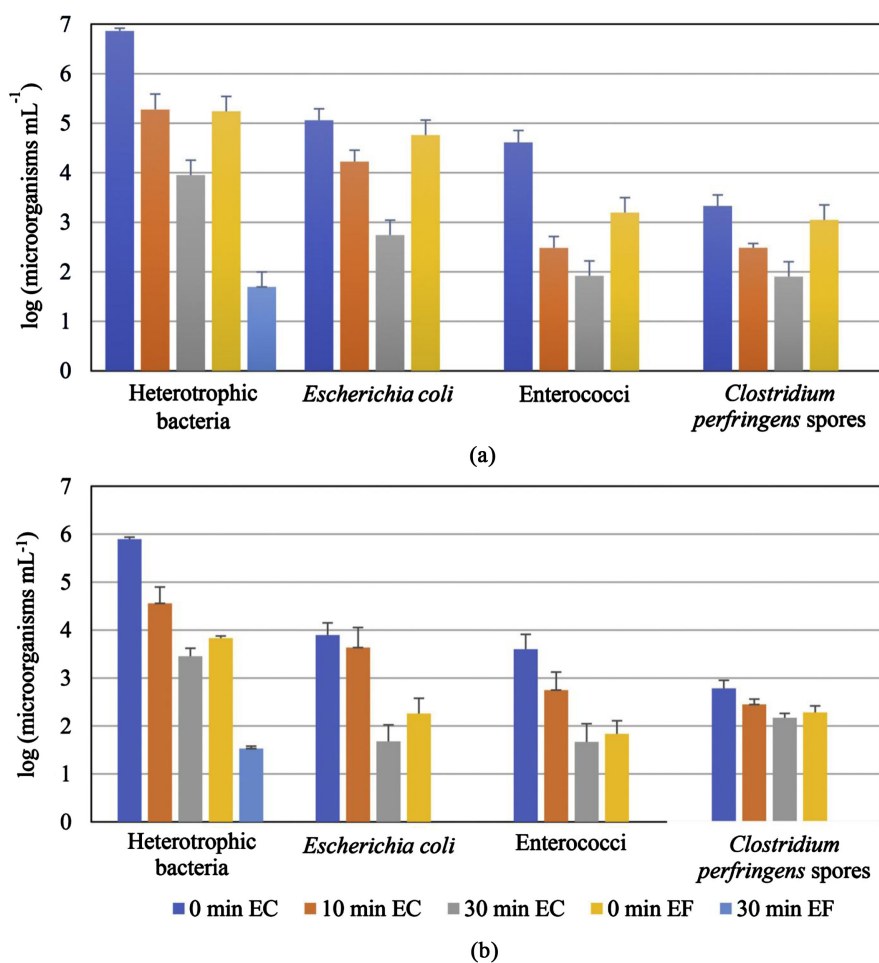 7
6
5
4
3
2
1
0
log (microorganisms mL⁻¹)
Heterotrophic
bacteria
Escherichia coli
Enterococci
Clostridium
perfringens spores
(a)
7
6
5
4
3
2
1
0
log (microorganisms mL⁻¹)
Heterotrophic
bacteria
Escherichia coli
Enterococci
Clostridium
perfringens spores
0 min EC 10 min EC 30 min EC 0 min EF 30 min EF
(b)